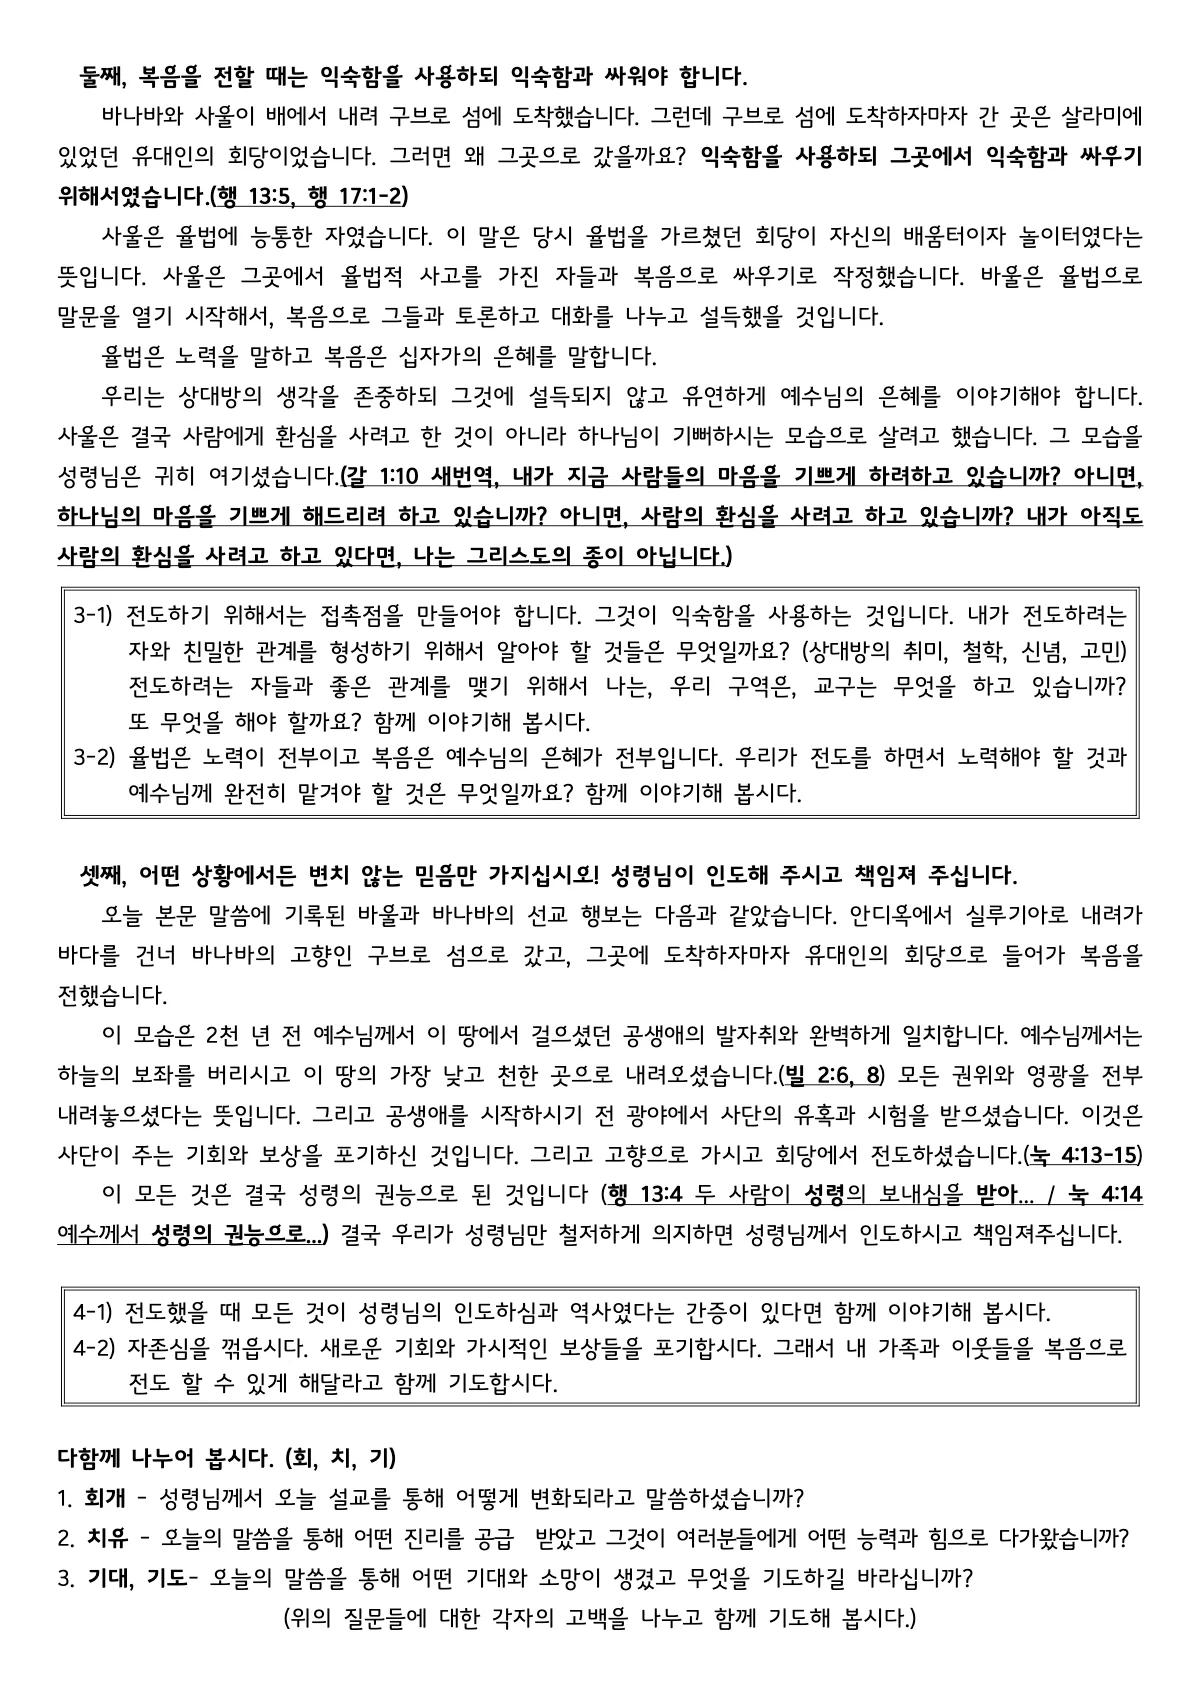 둘째, 복음을 전할 때는 익숙함을 사용하되 익숙함과 싸워야 합니다.
바나바와 사울이 배에서 내려 구브로 섬에 도착했습니다. 그런데 구브로 섬에 도착하자마자 간 곳은 살라미에
있었던 유대인의 회당이었습니다. 그러면 왜 그곳으로 갔을까요? 익숙함을 사용하되 그곳에서 익숙함과 싸우기
위해서였습니다.(행 13:5, 행 17:1-2)
사울은 율법에 능통한 자였습니다. 이 말은 당시 율법을 가르쳤던 회당이 자신의 배움터이자 놀이터였다는
뜻입니다. 사울은 그곳에서 율법적 사고를 가진 자들과 복음으로 싸우기로 작정했습니다. 바울은 율법으로
말문을 열기 시작해서, 복음으로 그들과 토론하고 대화를 나누고 설득했을 것입니다.
율법은 노력을 말하고 복음은 십자가의 은혜를 말합니다.
우리는 상대방의 생각을 존중하되 그것에 설득되지 않고 유연하게 예수님의 은혜를 이야기해야 합니다.
사울은 결국 사람에게 환심을 사려고 한 것이 아니라 하나님이 기뻐하시는 모습으로 살려고 했습니다. 그 모습을
성령님은 귀히 여기셨습니다.(갈 1:10 새번역, 내가 지금 사람들의 마음을 기쁘게 하려하고 있습니까? 아니면,
하나님의 마음을 기쁘게 해드리려 하고 있습니까? 아니면, 사람의 환심을 사려고 하고 있습니까? 내가 아직도
사람의 환심을 사려고 하고 있다면, 나는 그리스도의 종이 아닙니다.)
3-1) 전도하기 위해서는 접촉점을 만들어야 합니다. 그것이 익숙함을 사용하는 것입니다. 내가 전도하려는
자와 친밀한 관계를 형성하기 위해서 알아야 할 것들은 무엇일까요? (상대방의 취미, 철학, 신념, 고민)
전도하려는 자들과 좋은 관계를 맺기 위해서 나는, 우리 구역은, 교구는 무엇을 하고 있습니까?
또 무엇을 해야 할까요? 함께 이야기해 봅시다.
3-2) 율법은 노력이 전부이고 복음은 예수님의 은혜가 전부입니다. 우리가 전도를 하면서 노력해야 할 것과
예수님께 완전히 맡겨야 할 것은 무엇일까요? 함께 이야기해 봅시다.
셋째, 어떤 상황에서든 변치 않는 믿음만 가지십시오! 성령님이 인도해 주시고 책임져 주십니다.
오늘 본문 말씀에 기록된 바울과 바나바의 선교 행보는 다음과 같았습니다. 안디옥에서 실루기아로 내려가
바다를 건너 바나바의 고향인 구브로 섬으로 갔고, 그곳에 도착하자마자 유대인의 회당으로 들어가 복음을
전했습니다.
이 모습은 2천 년 전 예수님께서 이 땅에서 걸으셨던 공생애의 발자취와 완벽하게 일치합니다. 예수님께서는
하늘의 보좌를 버리시고 이 땅의 가장 낮고 천한 곳으로 내려오셨습니다.(빌 2:6, 8) 모든 권위와 영광을 전부
내려놓으셨다는 뜻입니다. 그리고 공생애를 시작하시기 전 광야에서 사단의 유혹과 시험을 받으셨습니다. 이것은
사단이 주는 기회와 보상을 포기하신 것입니다. 그리고 고향으로 가시고 회당에서 전도하셨습니다.(눅 4:13-15)
이 모든 것은 결국 성령의 권능으로 된 것입니다 (행 13:4 두 사람이 성령의 보내심을 받아... / 눅 4:14
예수께서 성령의 권능으로...) 결국 우리가 성령님만 철저하게 의지하면 성령님께서 인도하시고 책임져주십니다.
4-1) 전도했을 때 모든 것이 성령님의 인도하심과 역사였다는 간증이 있다면 함께 이야기해 봅시다.
4-2) 자존심을 꺾읍시다. 새로운 기회와 가시적인 보상들을 포기합시다. 그래서 내 가족과 이웃들을 복음으로
전도 할 수 있게 해달라고 함께 기도합시다.
다함께 나누어 봅시다. (회, 치, 기)
1. 회개 - 성령님께서 오늘 설교를 통해 어떻게 변화되라고 말씀하셨습니까?
2. 치유 - 오늘의 말씀을 통해 어떤 진리를 공급 받았고 그것이 여러분들에게 어떤 능력과 힘으로 다가왔습니까?
3. 기대, 기도- 오늘의 말씀을 통해 어떤 기대와 소망이 생겼고 무엇을 기도하길 바라십니까?
(위의 질문들에 대한 각자의 고백을 나누고 함께 기도해 봅시다.)